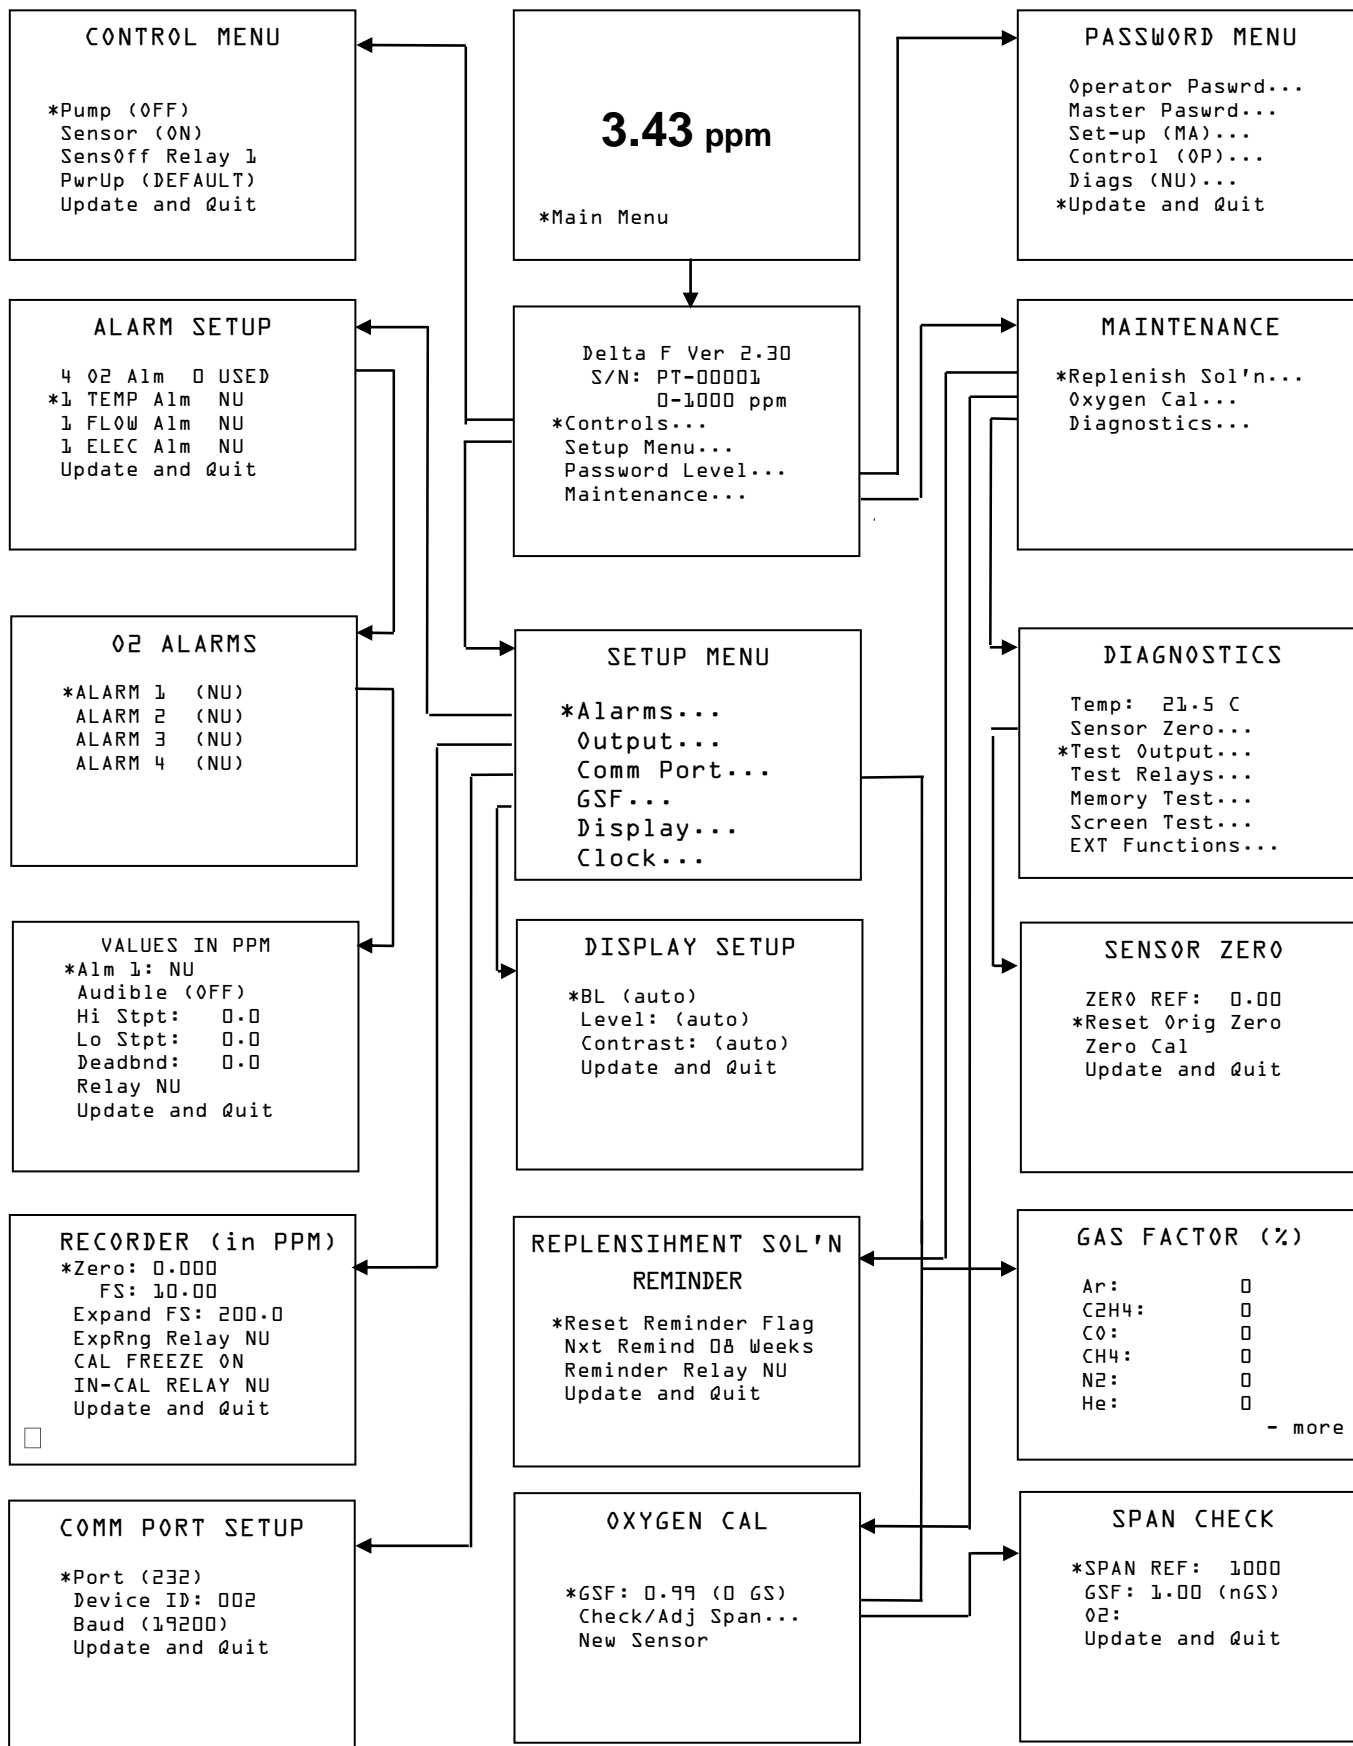 CONTROL MENU
*Pump (OFF)
Sensor (ON)
SensOff Relay 1
PwrUp (DEFAULT)
Update and Quit
3.43 ppm
*Main Menu
PASSWORD MENU
Operator Paswrd...
Master Paswrd...
Set-up (MA)...
Control (OP)...
Diags (NU)...
*Update and Quit
ALARM SETUP
4 O2 Alm 0 USED
*1 TEMP Alm NU
1 FLOW Alm NU
1 ELEC Alm NU
Update and Quit
Delta F Ver 2.30
S/N: PT-00001
0-1000 ppm
*Controls...
Setup Menu...
Password Level...
Maintenance...
MAINTENANCE
*Replenish Sol'n...
Oxygen Cal...
Diagnostics...
O2 ALARMS
*ALARM 1 (NU)
ALARM 2 (NU)
ALARM 3 (NU)
ALARM 4 (NU)
SETUP MENU
*Alarms...
Output...
Comm Port...
GSF...
Display...
Clock...
DIAGNOSTICS
Temp: 21.5 C
Sensor Zero...
*Test Output...
Test Relays...
Memory Test...
Screen Test...
EXT Functions...
VALUES IN PPM
*Alm 1: NU
Audible (OFF)
Hi Stpt: 0.0
Lo Stpt: 0.0
Deadbnd: 0.0
Relay NU
Update and Quit
DISPLAY SETUP
*BL (auto)
Level: (auto)
Contrast: (auto)
Update and Quit
SENSOR ZERO
ZERO REF: 0.00
*Reset Orig Zero
Zero Cal
Update and Quit
RECORDER (in PPM)
*Zero: 0.000
FS: 10.00
Expand FS: 200.0
ExpRng Relay NU
CAL FREEZE ON
IN-CAL RELAY NU
Update and Quit
REPLENSIHMENT SOL'N
REMINDER
*Reset Reminder Flag
Nxt Remind 08 Weeks
Reminder Relay NU
Update and Quit
GAS FACTOR (%)
Ar: 0
C2H4: 0
CO: 0
CH4: 0
N2: 0
He: 0
- more
COMM PORT SETUP
*Port (232)
Device ID: 002
Baud (19200)
Update and Quit
OXYGEN CAL
*GSF: 0.99 (0 GS)
Check/Adj Span...
New Sensor
SPAN CHECK
*SPAN REF: 1000
GSF: 1.00 (nGS)
O2:
Update and Quit